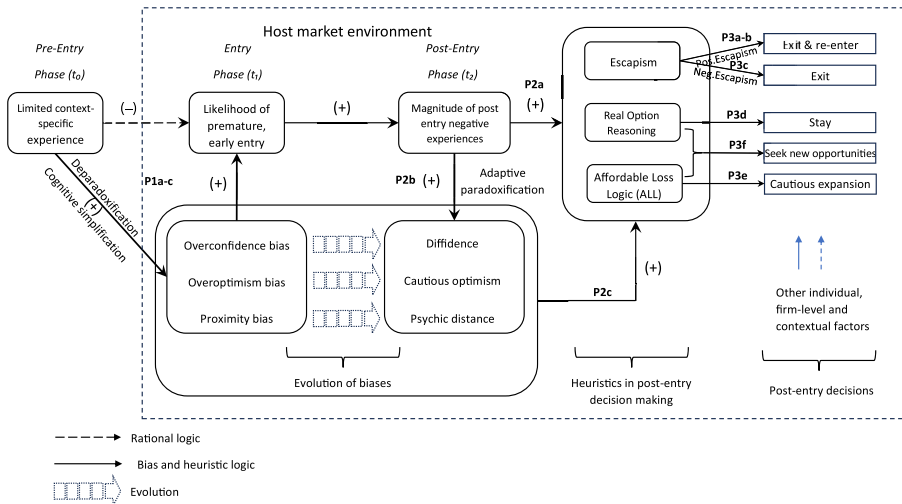 Host market environment
Pre-Entry
Phase (t₀)
Entry
Phase (t₁)
Post-Entry
Phase (t₂)
Limited context-
specific
experience
(–)
Likelihood of
premature,
early entry
(+)
Magnitude of post
entry negative
experiences
P2a
(+)
Escapism
Real Option
Reasoning
Affordable Loss
Logic (ALL)
P3a-b
Pos.Escapism
P3c
Neg.Escapism
P3d
P3f
P3e
Exit & re-enter
Exit
Stay
Seek new opportunities
Cautious expansion
Deparadoxification
(+)
Cognitive simplification
P1a-c
(+)
P2b
(+)
Adaptive
paradoxification
Overconfidence bias
Overoptimism bias
Proximity bias
Diffidence
Cautious optimism
Psychic distance
P2c
(+)
Other individual,
firm-level and
contextual factors
Evolution of biases
Heuristics in post-entry
decision making
Post-entry decisions
Rational logic
Bias and heuristic logic
Evolution